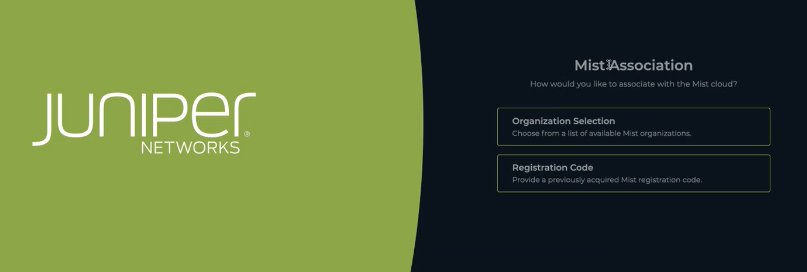 JUNIPER
NETWORKS
Mist Association
How would you like to associate with the Mist cloud?
Organization Selection
Choose from a list of available Mist organizations.
Registration Code
Provide a previously acquired Mist registration code.